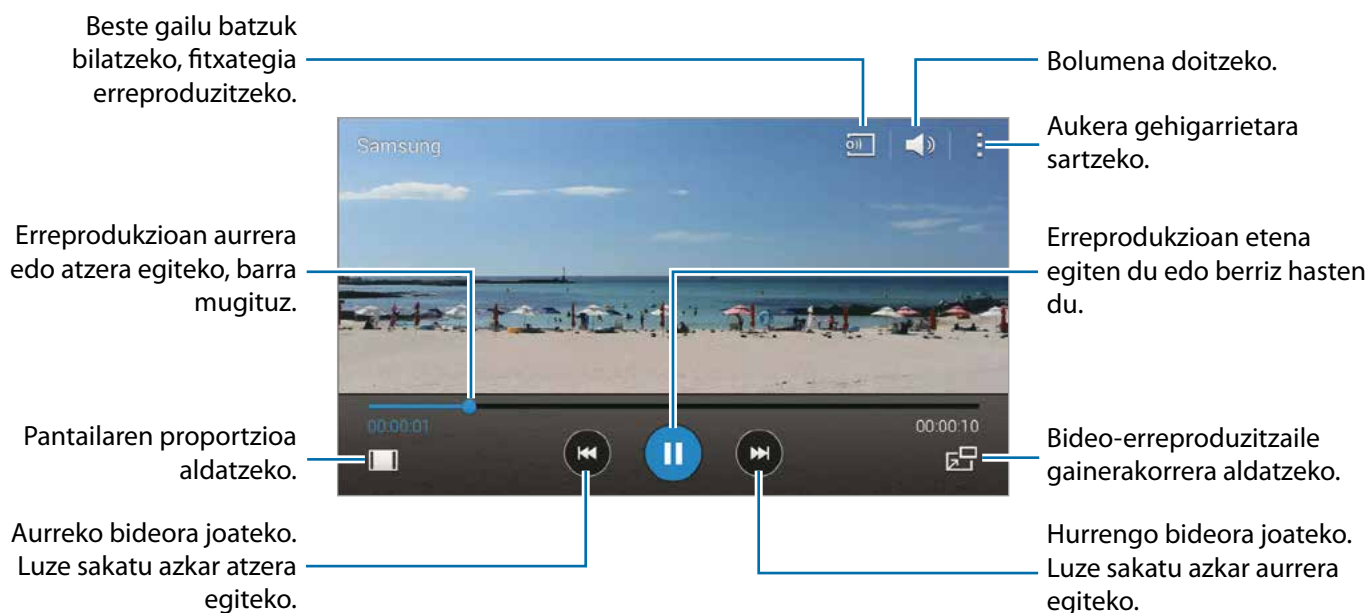 Beste gailu batzuk
bilatzeko, fitxategia
erreproduzitzeko.
Bolumena doitzeko.
Aukera gehigarrietara
sartzeko.
Samsung
Erreprodukzioan aurrera
edo atzera egiteko, barra
mugituz.
Erreprodukzioan etena
egiten du edo berriz hasten
du.
00:00:01
00:00:10
Pantailaren proportzioa
aldatzeko.
Bideo-erreproduzitzaile
gainerakorrera aldatzeko.
Aurreko bideora joateko.
Luze sakatu azkar atzera
egiteko.
Hurrengo bideora joateko.
Luze sakatu azkar aurrera
egiteko.